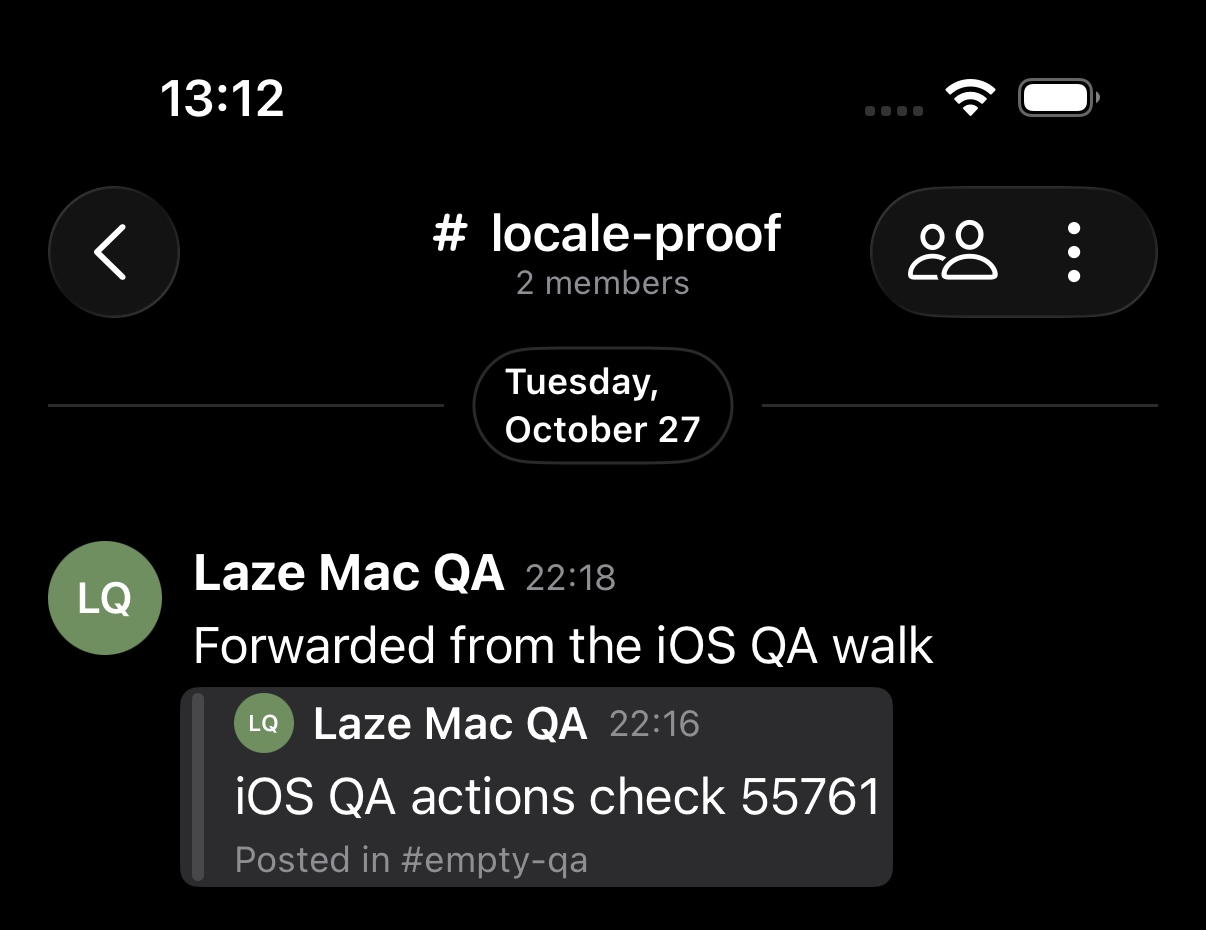 13:12
# locale-proof
2 members
Tuesday,
October 27
LQ
Laze Mac QA 22:18
Forwarded from the iOS QA walk
LQ Laze Mac QA 22:16
iOS QA actions check 55761
Posted in #empty-qa